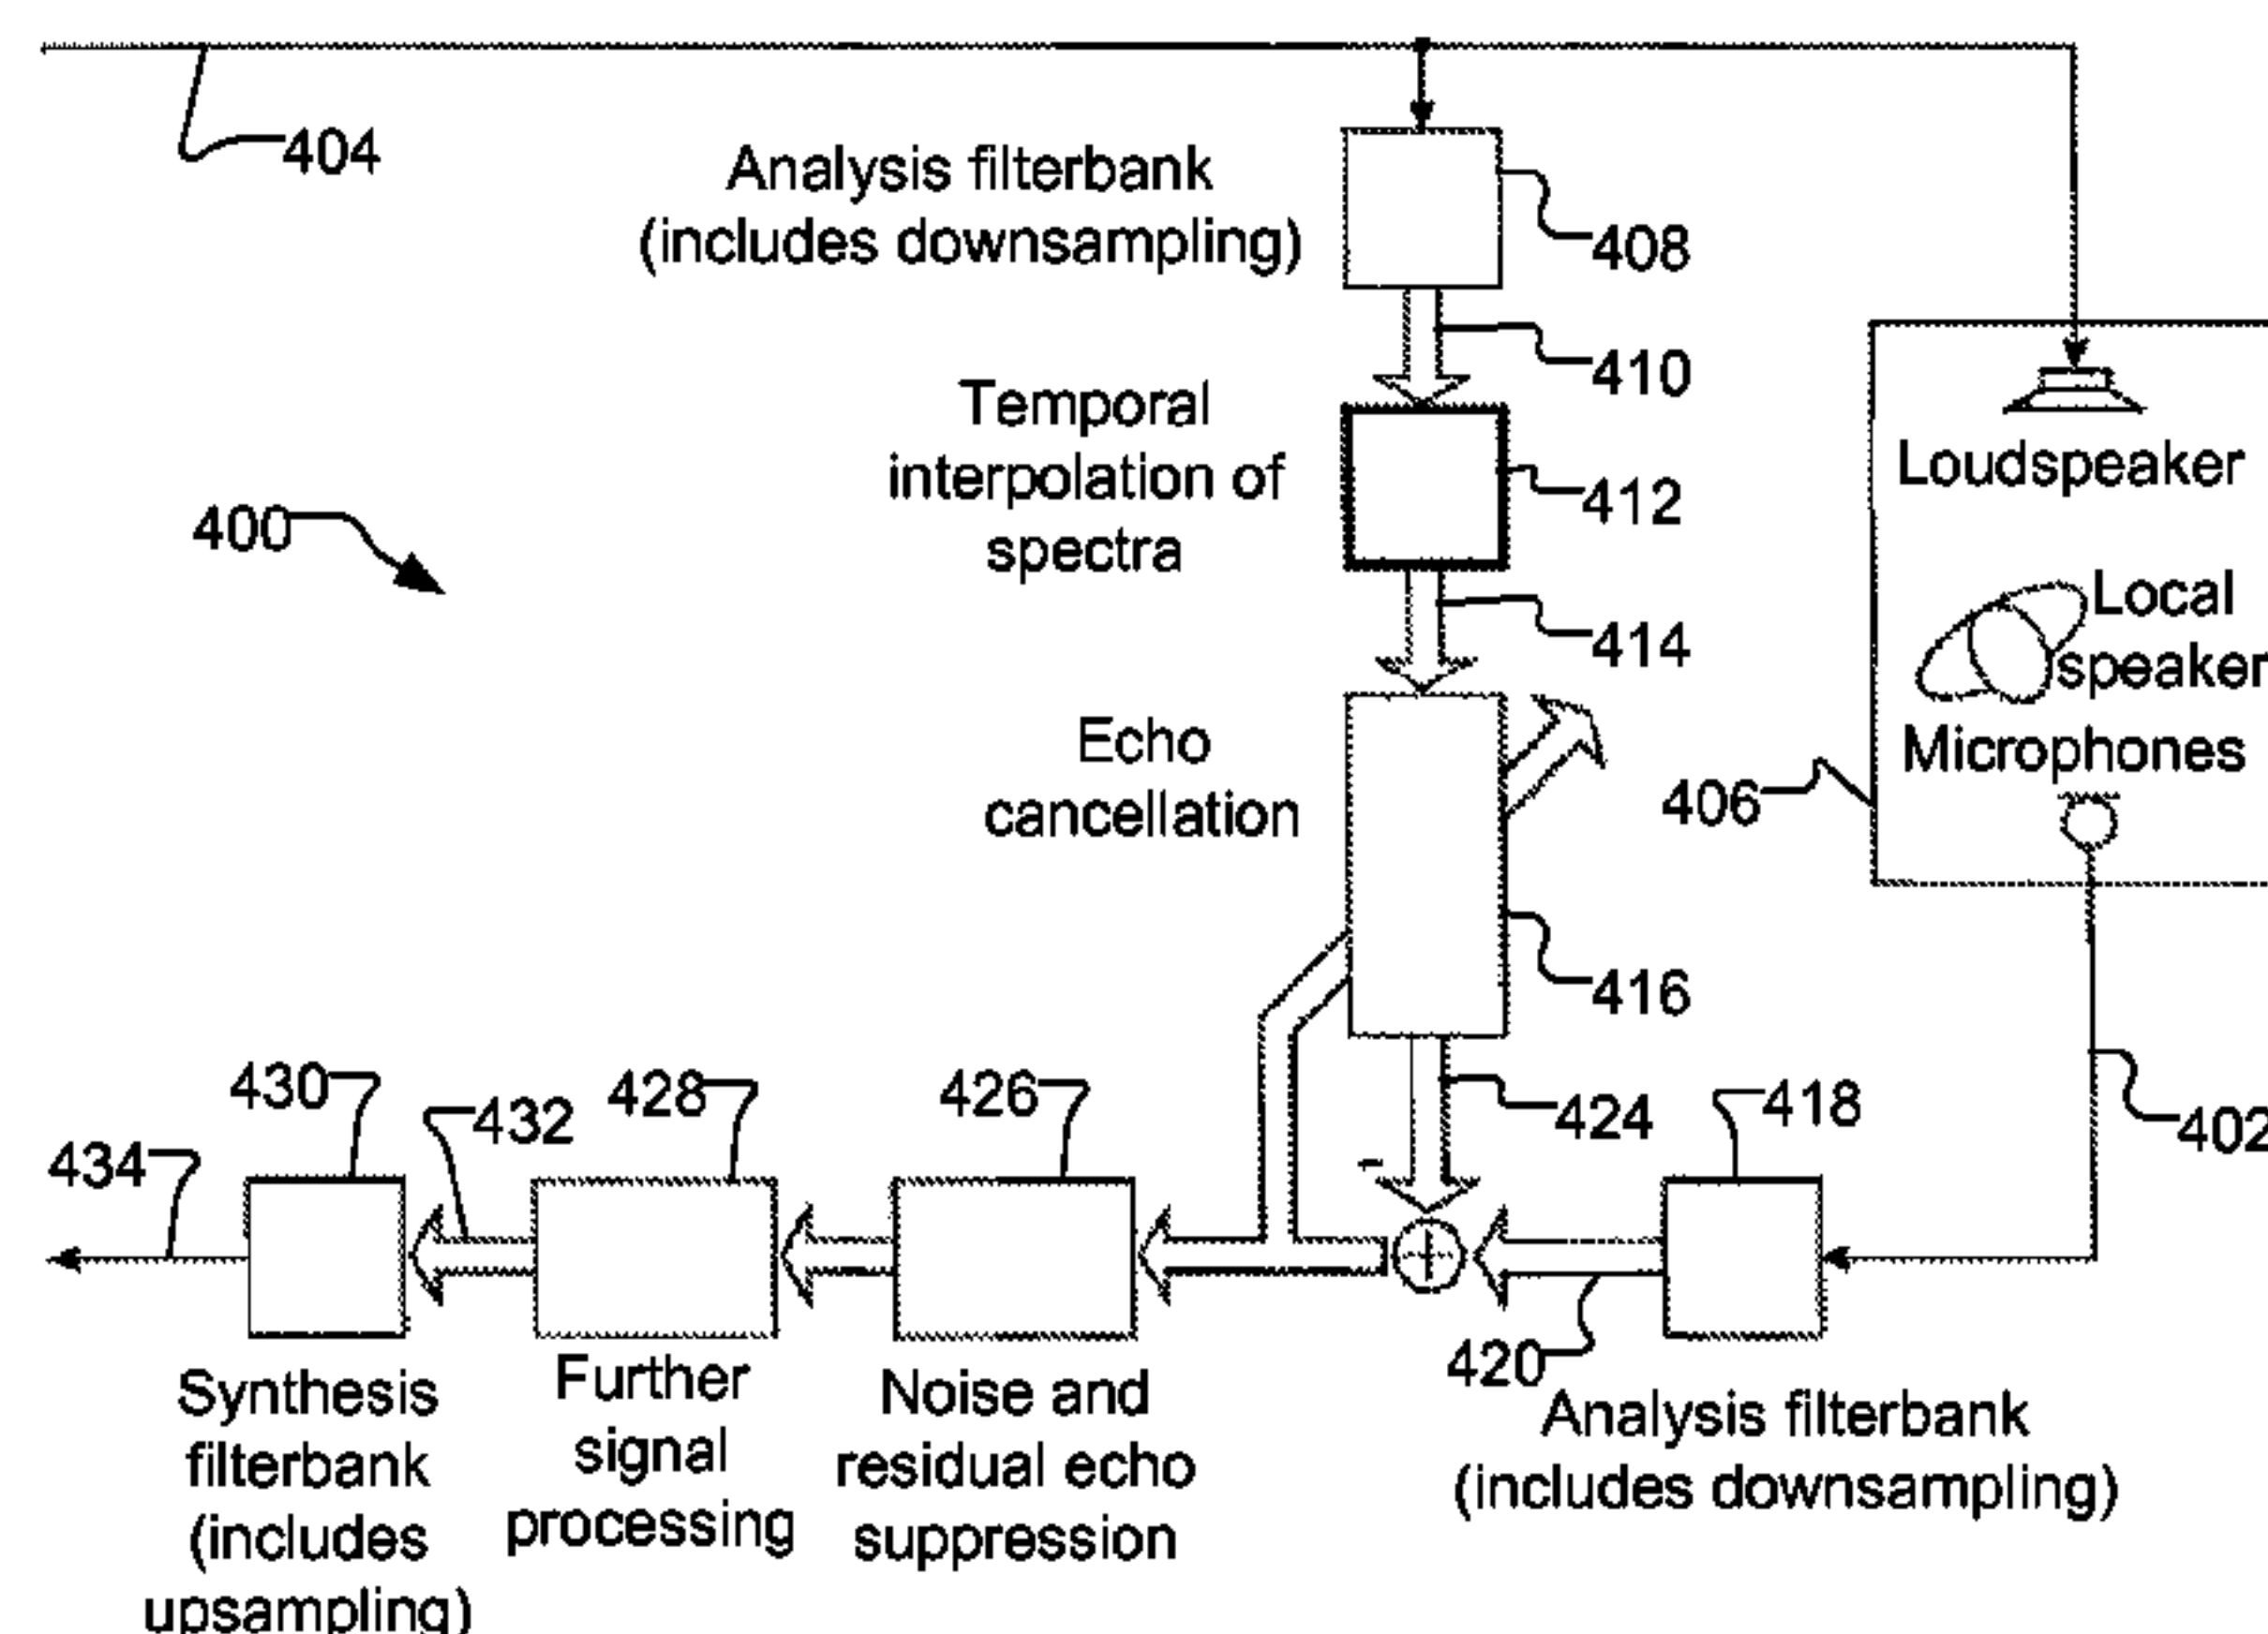 404
Analysis filterbank
(includes downsampling)
408
410
Temporal
interpolation of
spectra
412
Loudspeaker
400
414
Local
speaker
Echo
cancellation
Microphones
406
416
430
432
428
426
424
418
402
434
-
420
Synthesis
filterbank
(includes
upsampling)
Further
signal
processing
Noise and
residual echo
suppression
Analysis filterbank
(includes downsampling)